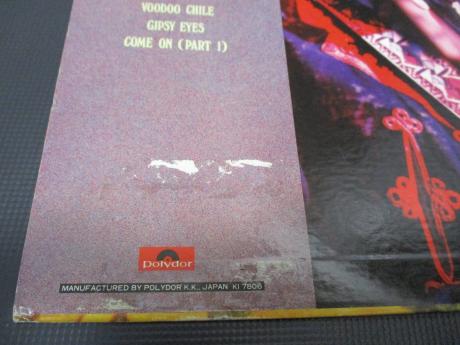 VOODOO CHILE
GIPSY EYES
COME ON (PART 1)
Polydor
MANUFACTURED BY POLYDOR K.K., JAPAN KI 7806